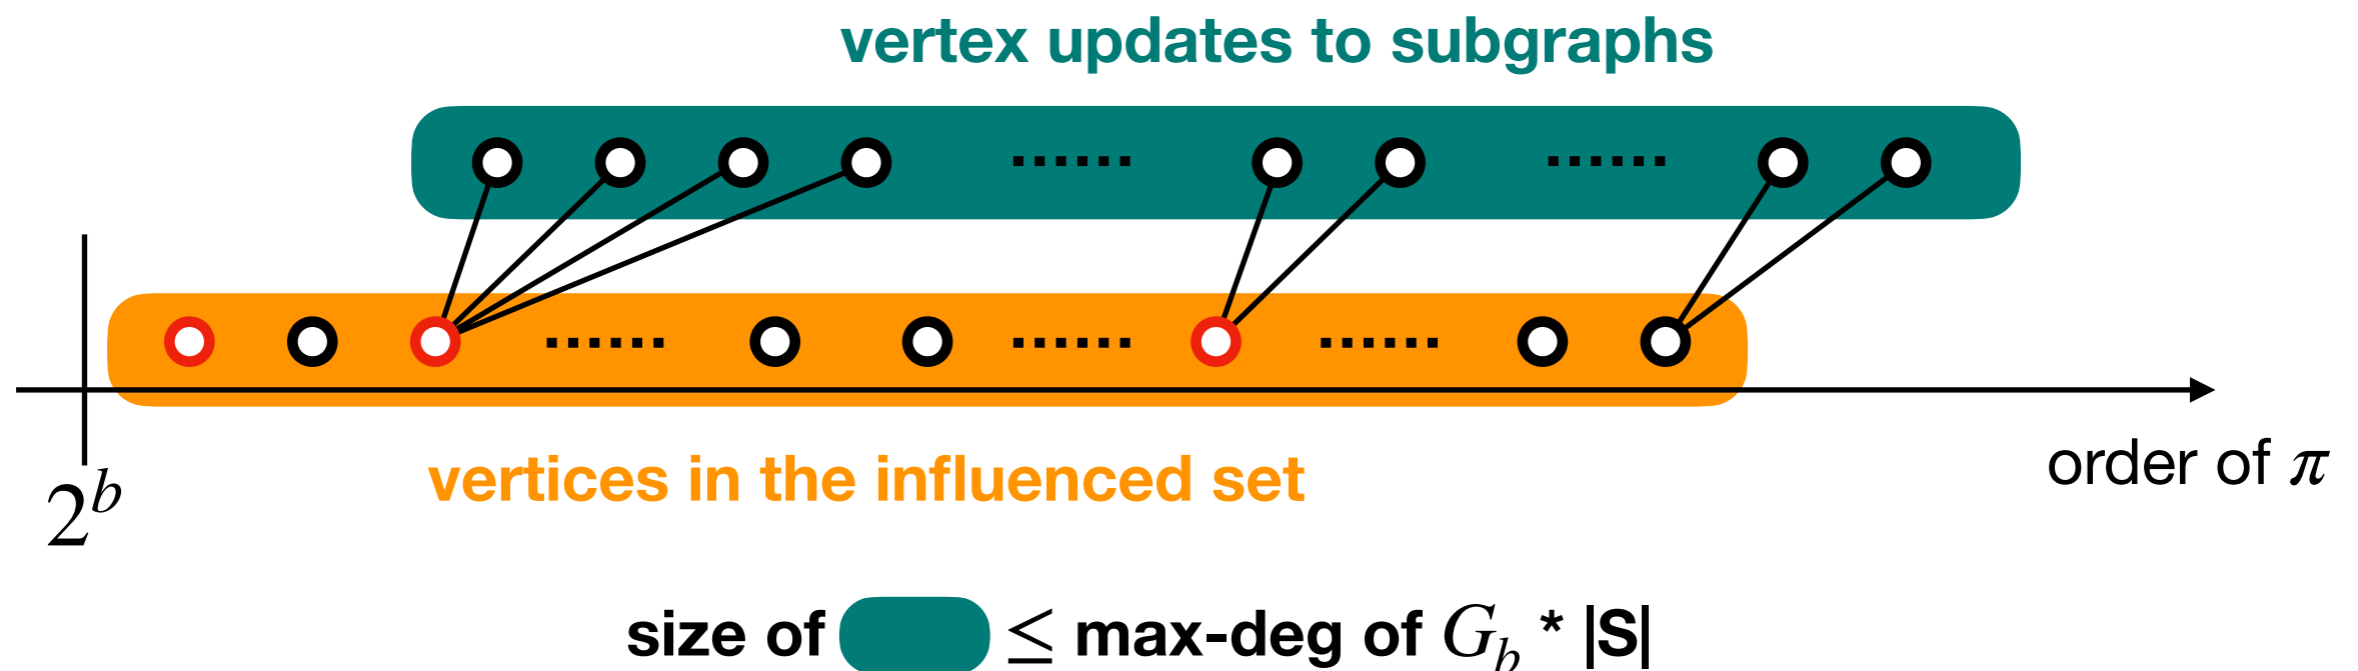 vertex updates to subgraphs
......
......
......
......
......
2^b
vertices in the influenced set
order of π
size of ≤ max-deg of G_b * |S|